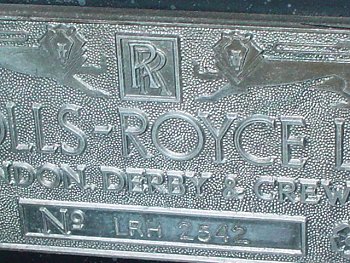 RR
OLLS-ROYCE L
NDON, DERBY & CREW
Nº LRH 2542